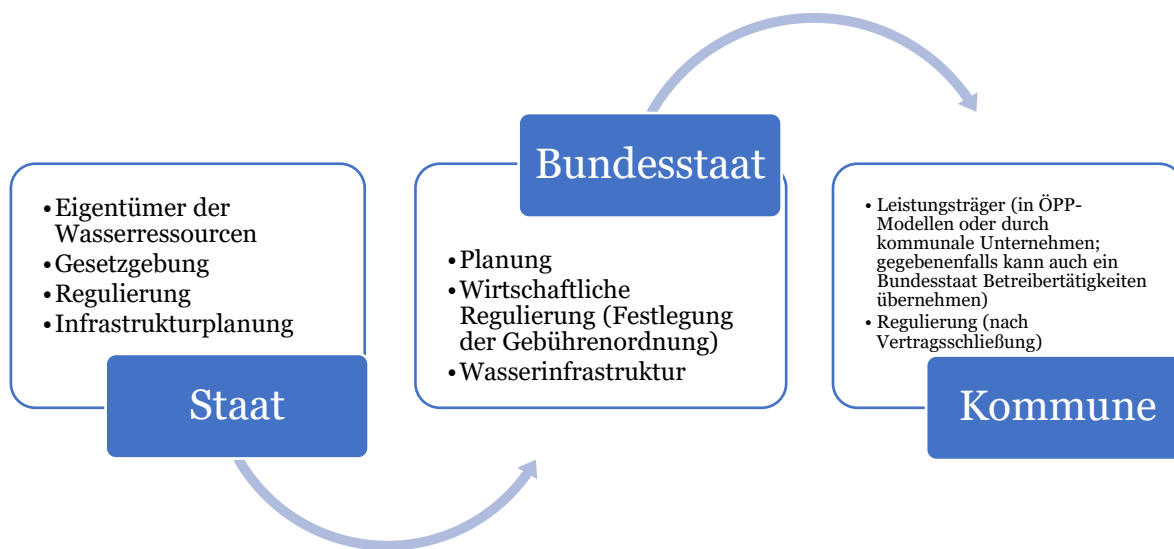 • Eigentümer der
Wasserressourcen
• Gesetzgebung
• Regulierung
• Infrastrukturplanung
Staat
Bundesstaat
• Planung
• Wirtschaftliche
Regulierung (Festlegung
der Gebührenordnung)
• Wasserinfrastruktur
• Leistungsträger (in ÖPP-
Modellen oder durch
kommunale Unternehmen;
gegebenenfalls kann auch ein
Bundesstaat Betreibertätigkeiten
übernehmen)
• Regulierung (nach
Vertragsschließung)
Kommune